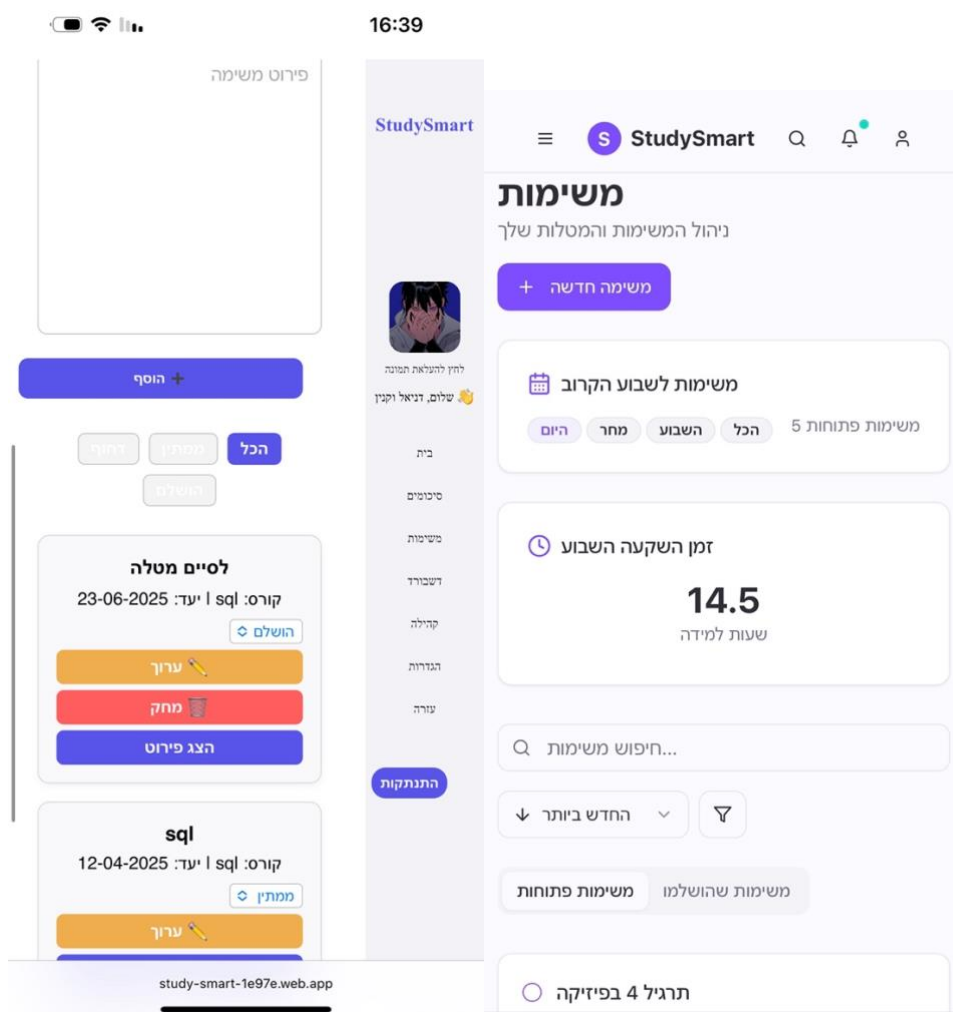 16:39
פירוט משימה
➕ הוסף
הכל ממתין דחוף
הושלם
לסיים מטלה
קורס: sql | יעד: 23-06-2025
הושלם
✏️ ערוך
🗑️ מחק
הצג פירוט
sql
קורס: sql | יעד: 12-04-2025
ממתין
✏️ ערוך
study-smart-1e97e.web.app
StudySmart
לחץ להעלאת תמונה
👋 שלום, דניאל וקנין
בית
סיכומים
משימות
דשבורד
קהילה
הגדרות
עזרה
התנתקות
S StudySmart
משימות
ניהול המשימות והמטלות שלך
משימה חדשה +
משימות לשבוע הקרוב
משימות פתוחות 5
הכל השבוע מחר היום
זמן השקעה השבוע
14.5
שעות למידה
חיפוש משימות...
החדש ביותר
משימות שהושלמו משימות פתוחות
תרגיל 4 בפיזיקה